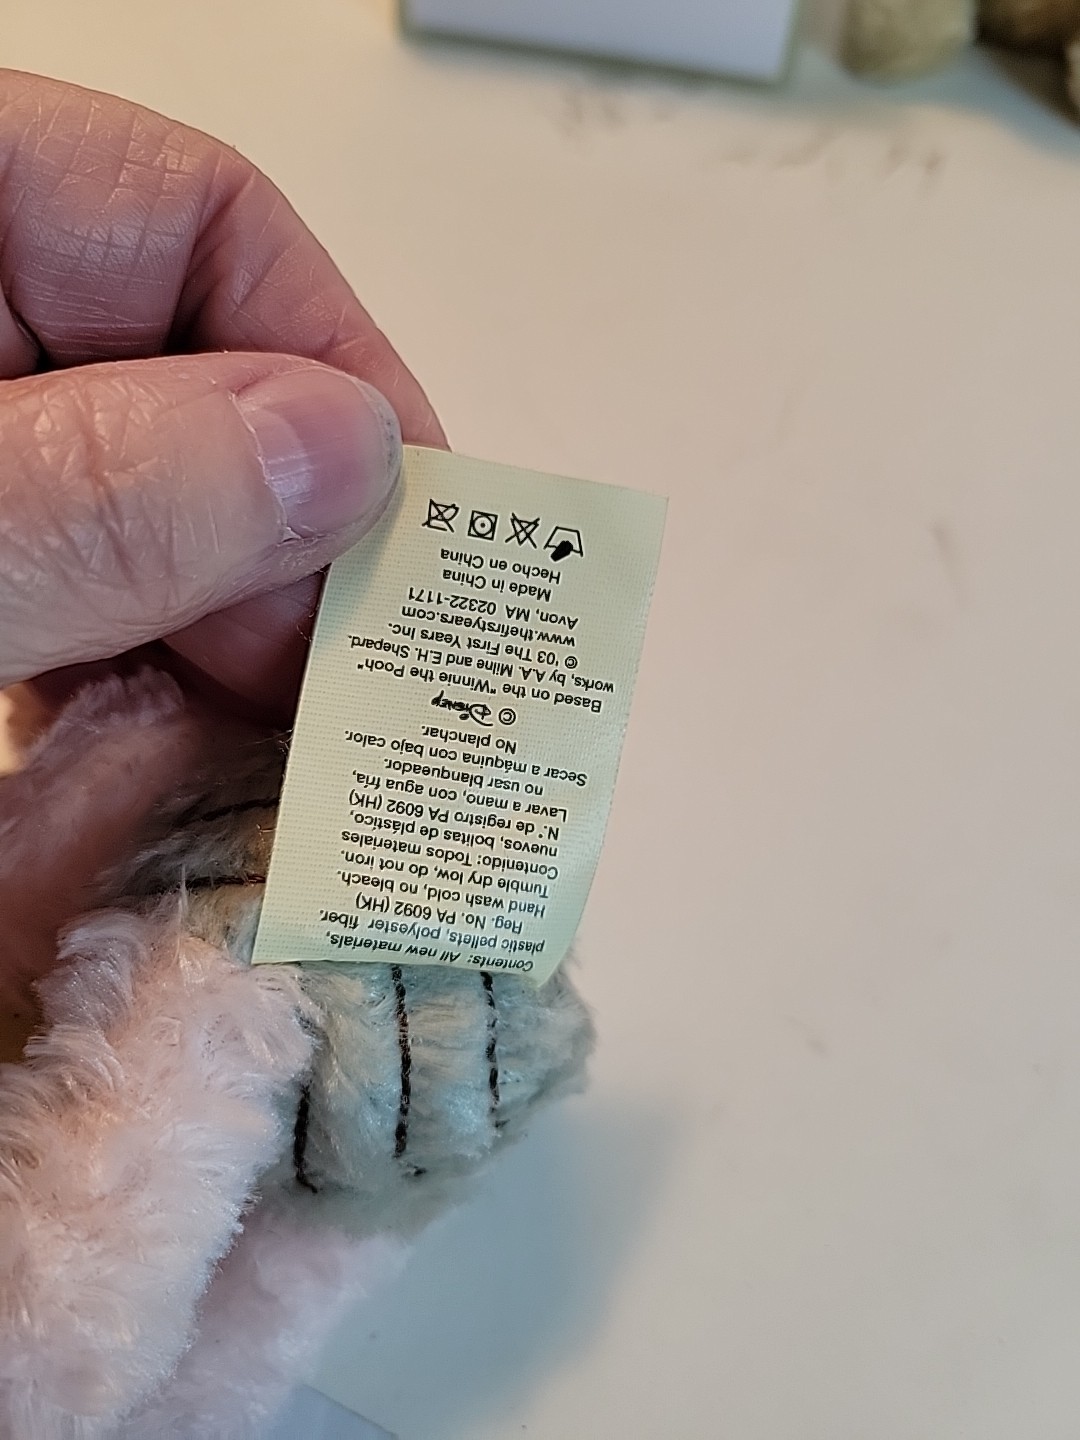 Contents: All new materials,
plastic pellets, polyester fiber.
Reg. No. PA 6092 (HK)
Hand wash cold, no bleach.
Tumble dry low, do not iron.
Contenido: Todos materiales
nuevos, bolitas de plástico,
N.° de registro PA 6092 (HK)
Lavar a mano, con agua fría,
no usar blanqueador.
Secar a máquina con bajo calor.
No planchar.
© Disney
Based on the "Winnie the Pooh"
works, by A.A. Milne and E.H. Shepard.
© '03 The First Years Inc.
www.thefirstyears.com
Avon, MA 02322-1171
Made in China
Hecho en China